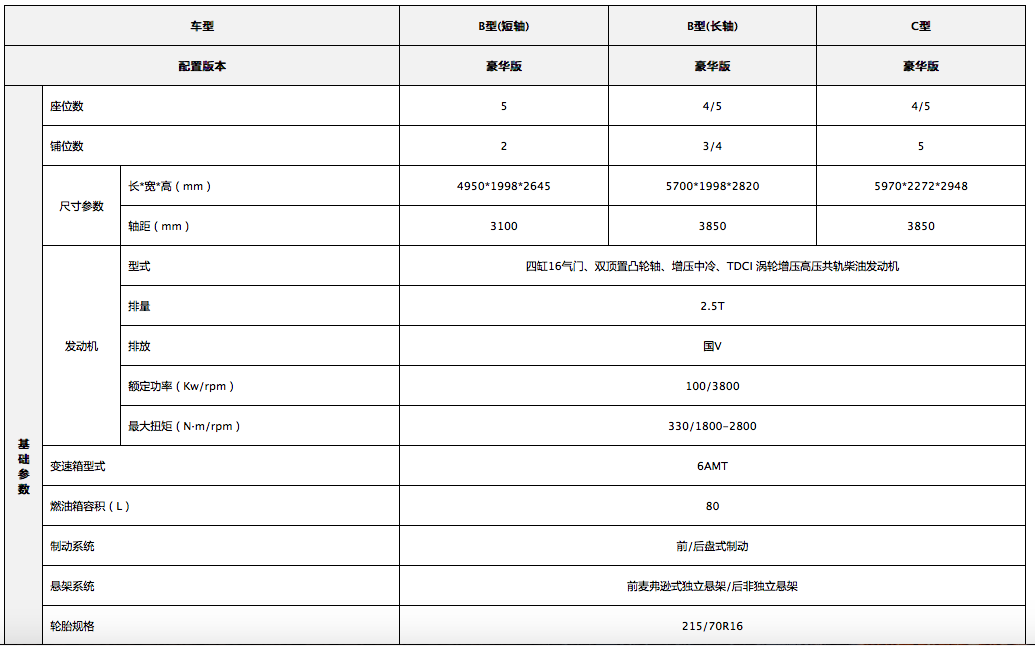 车型 B型(短轴) B型(长轴) C型
配置版本 豪华版 豪华版 豪华版
座位数 5 4/5 4/5
铺位数 2 3/4 5
尺寸参数
长*宽*高（mm） 4950*1998*2645 5700*1998*2820 5970*2272*2948
轴距（mm） 3100 3850 3850
发动机
型式 四缸16气门、双顶置凸轮轴、增压中冷、TDCI 涡轮增压高压共轨柴油发动机
排量 2.5T
排放 国V
额定功率（Kw/rpm） 100/3800
最大扭矩（N·m/rpm） 330/1800–2800
基础参数
变速箱型式 6AMT
燃油箱容积（L） 80
制动系统 前/后盘式制动
悬架系统 前麦弗逊式独立悬架/后非独立悬架
轮胎规格 215/70R16